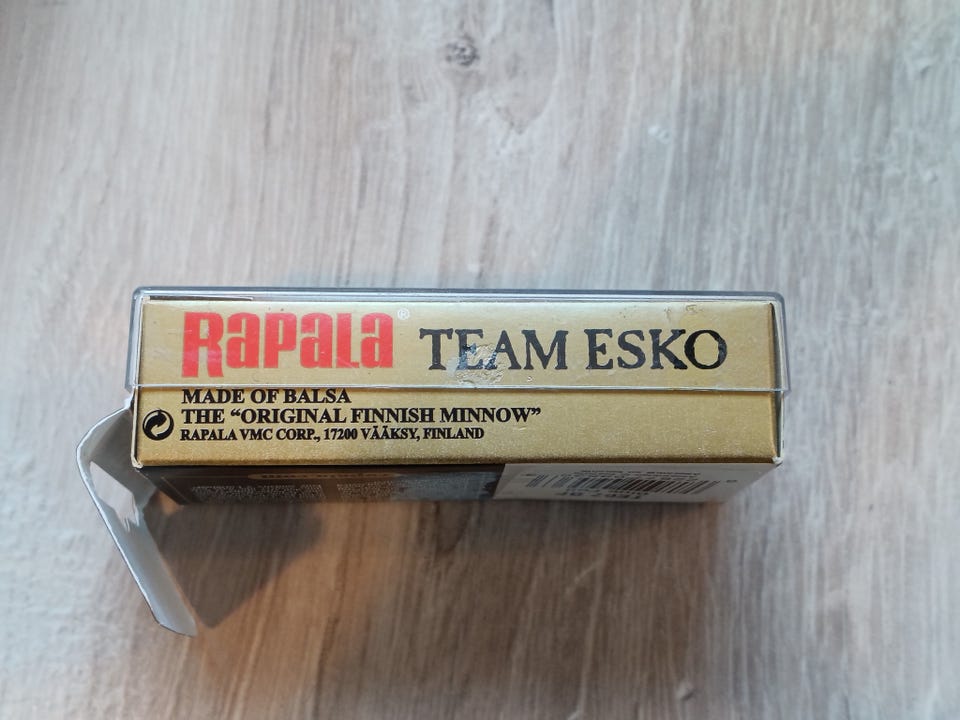 RAPALA® TEAM ESKO
MADE OF BALSA
THE “ORIGINAL FINNISH MINNOW”
RAPALA VMC CORP., 17200 VÄÄKSY, FINLAND